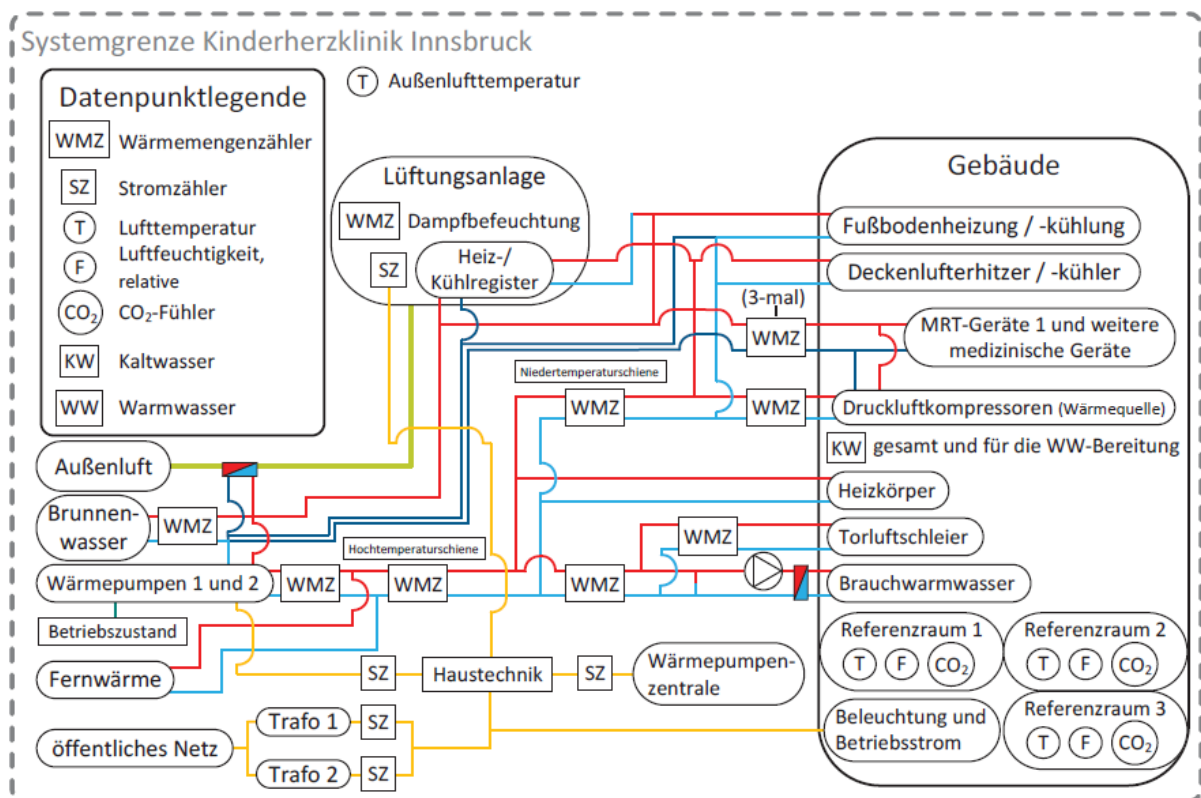 Systemgrenze Kinderherzklinik Innsbruck
T Außenlufttemperatur
Datenpunktlegende
WMZ Wärmemengenzähler
SZ Stromzähler
T Lufttemperatur
F Luftfeuchtigkeit,
relative
CO₂ CO₂-Fühler
KW Kaltwasser
WW Warmwasser
Lüftungsanlage
WMZ Dampfbefeuchtung
SZ
Heiz-/
Kühlregister
Gebäude
Fußbodenheizung / -kühlung
Deckenlufterhitzer / -kühler
(3-mal)
WMZ
MRT-Geräte 1 und weitere
medizinische Geräte
Niedertemperaturschiene
WMZ
WMZ
Druckluftkompressoren (Wärmequelle)
KW gesamt und für die WW-Bereitung
Außenluft
Heizkörper
Brunnen-
wasser
WMZ
WMZ
Torluftschleier
Hochtemperaturschiene
Wärmepumpen 1 und 2
WMZ
WMZ
WMZ
Brauchwarmwasser
Betriebszustand
Referenzraum 1
T F CO₂
Referenzraum 2
T F CO₂
Fernwärme
SZ
Haustechnik
SZ
Wärmepumpen-
zentrale
öffentliches Netz
Trafo 1
SZ
Trafo 2
SZ
Beleuchtung und
Betriebsstrom
Referenzraum 3
T F CO₂